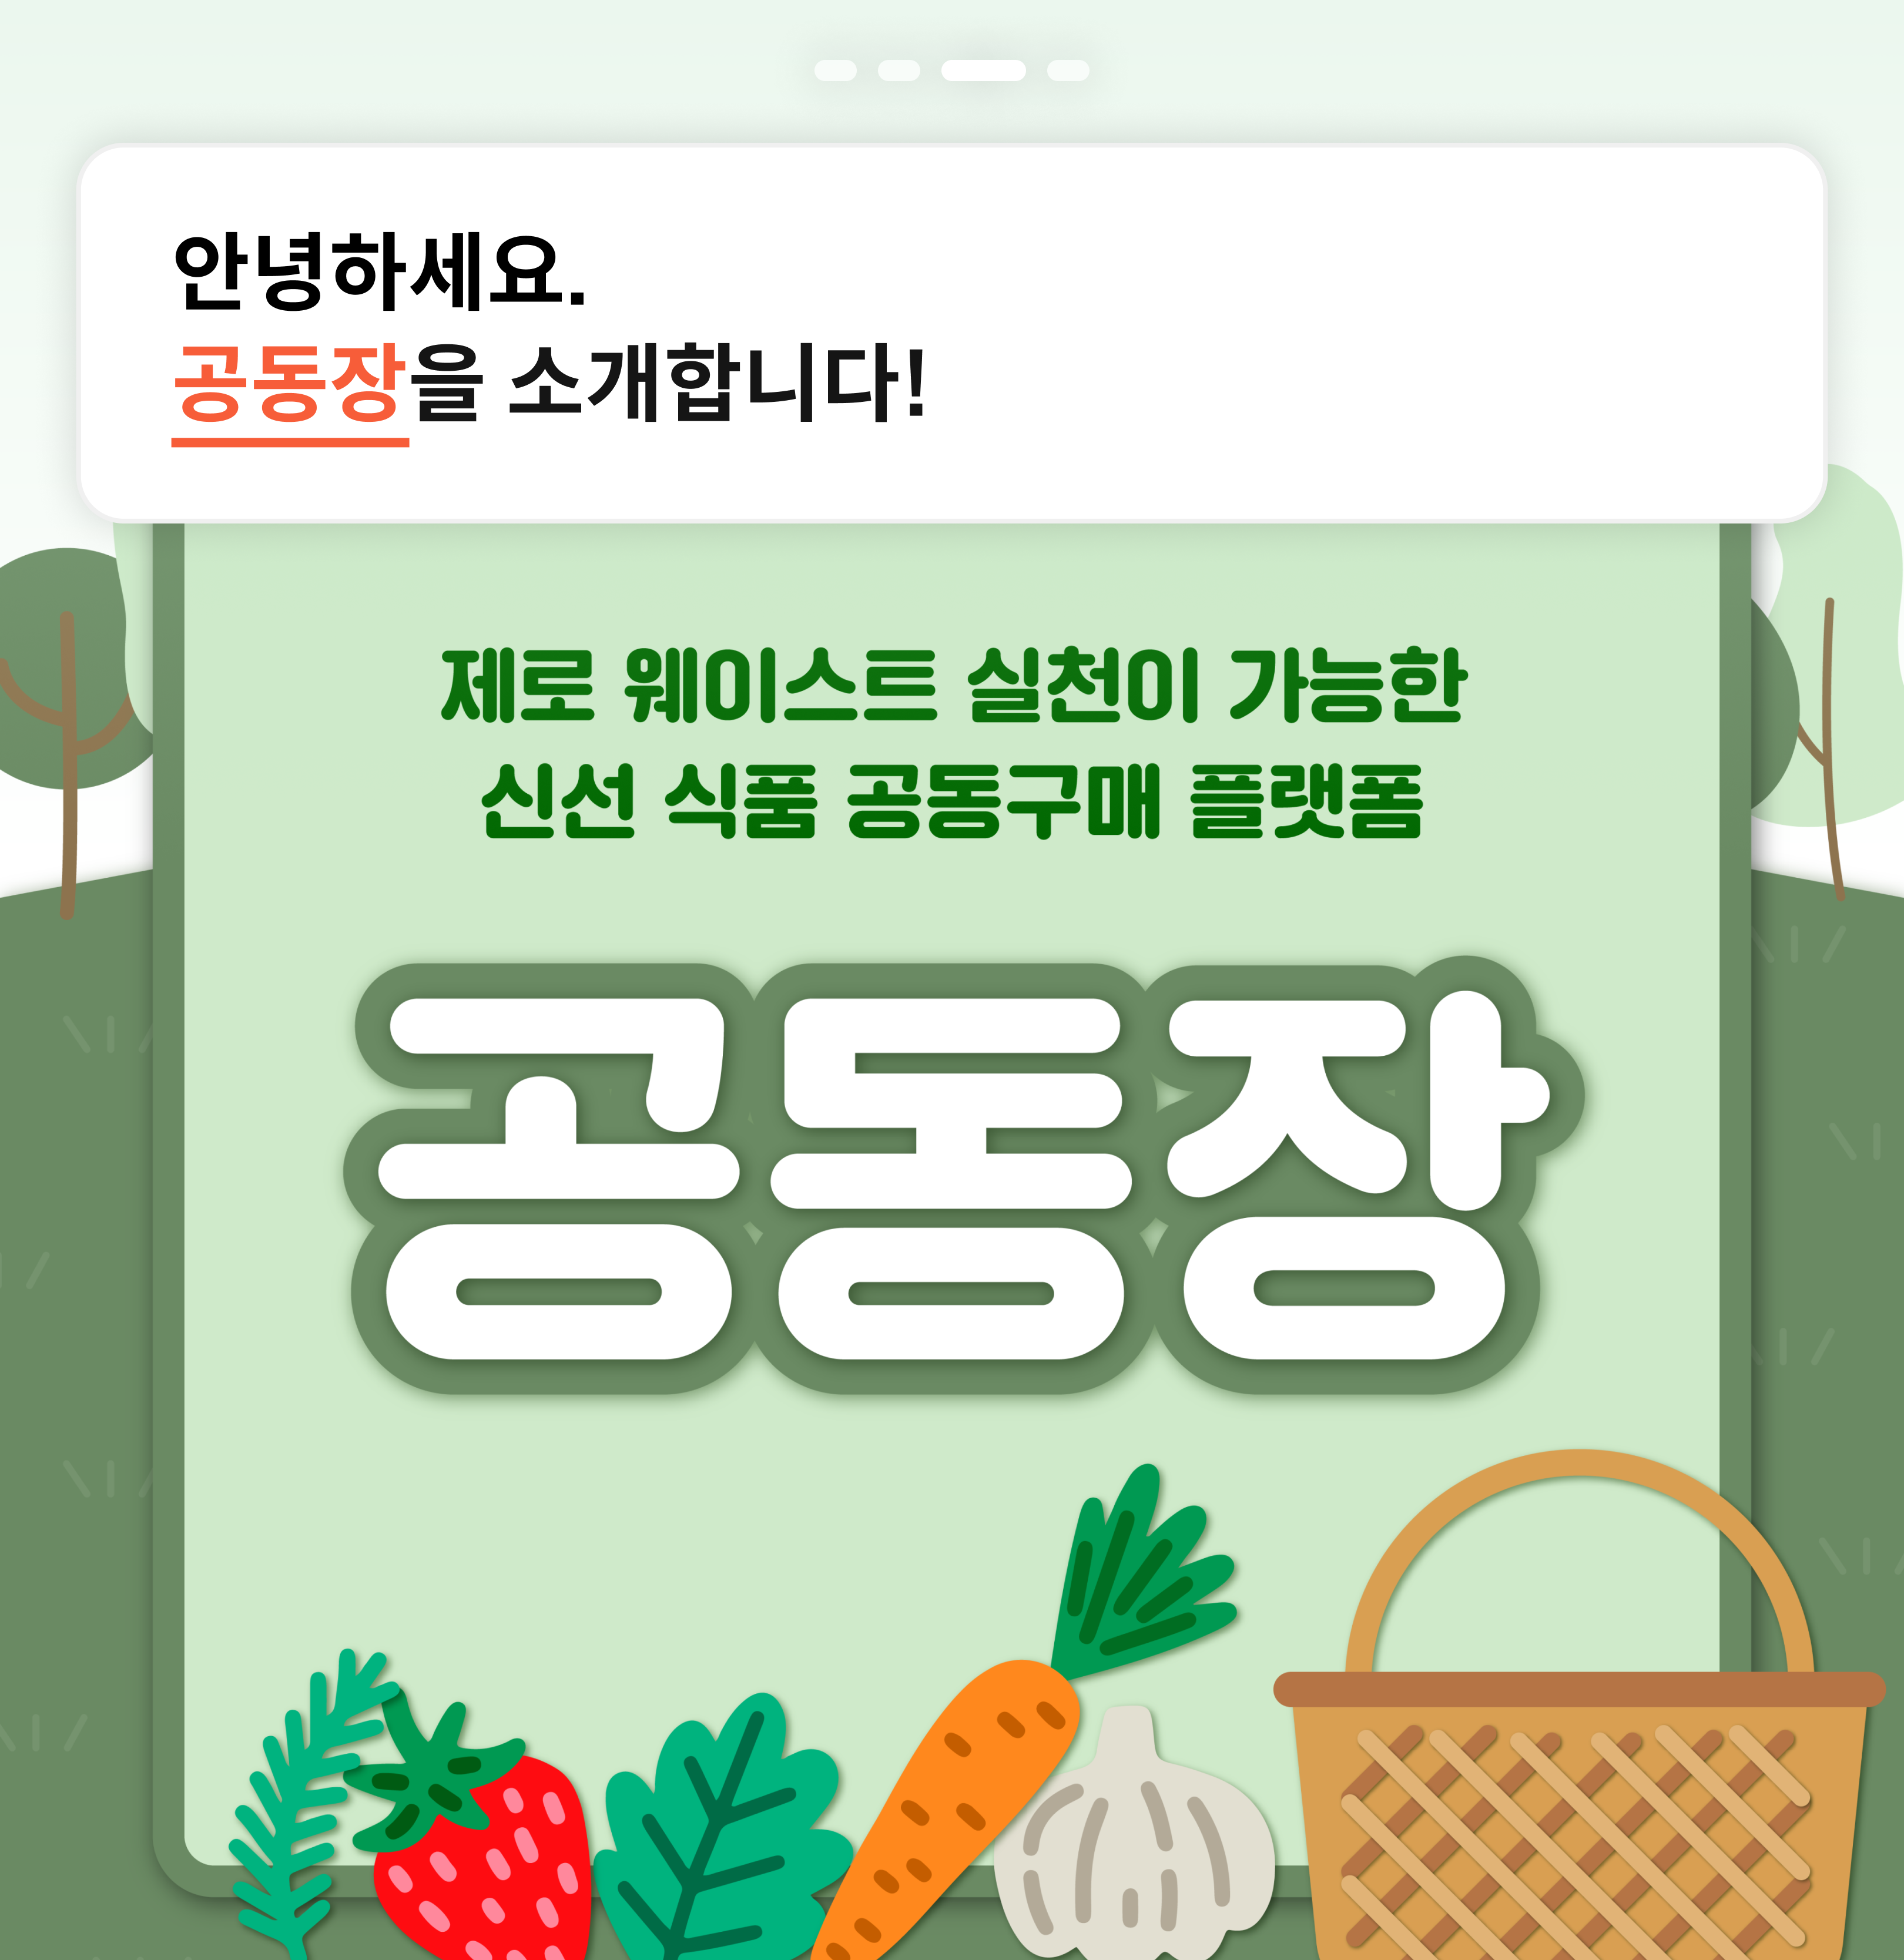 안녕하세요.
공동장을 소개합니다!
제로 웨이스트 실천이 가능한
신선 식품 공동구매 플랫폼
공동장